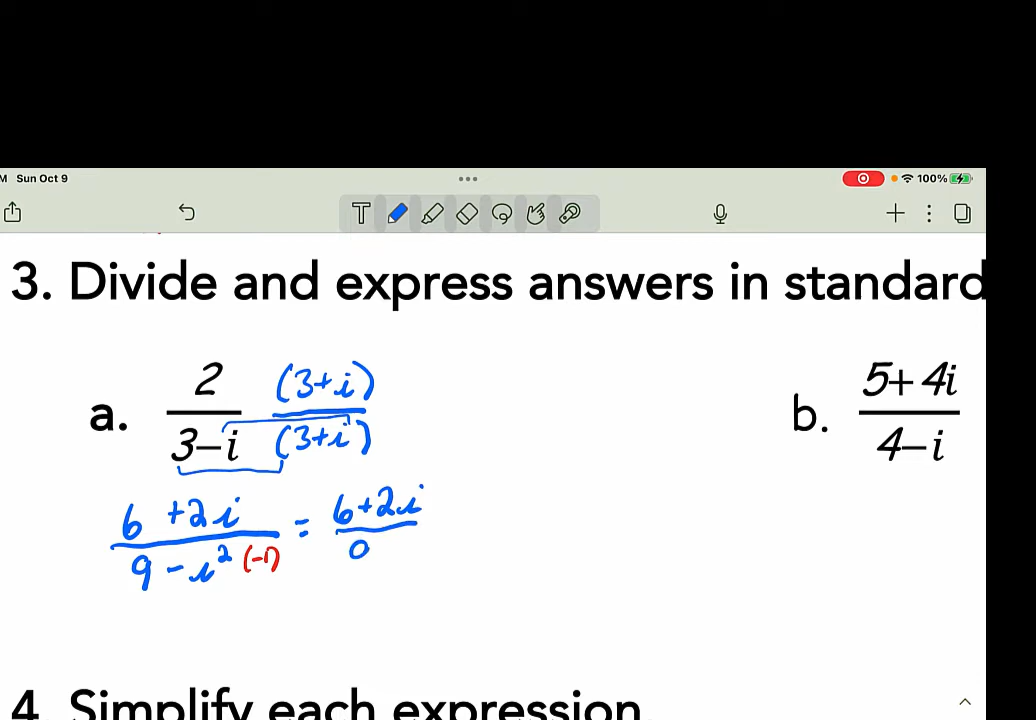 M Sun Oct 9
100%
T
3. Divide and express answers in standard
a. 2 (3+i)
3-i (3+i)
b. 5+ 4i
4-i
6 +2i = 6+2i
9 - i² (-1) 0
4. Simplify each expression.